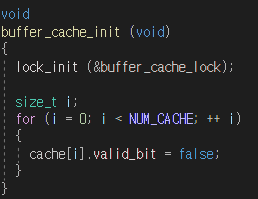 void
buffer_cache_init (void)
{
lock_init (&buffer_cache_lock);
size_t i;
for (i = 0; i < NUM_CACHE; ++ i)
{
cache[i].valid_bit = false;
}
}